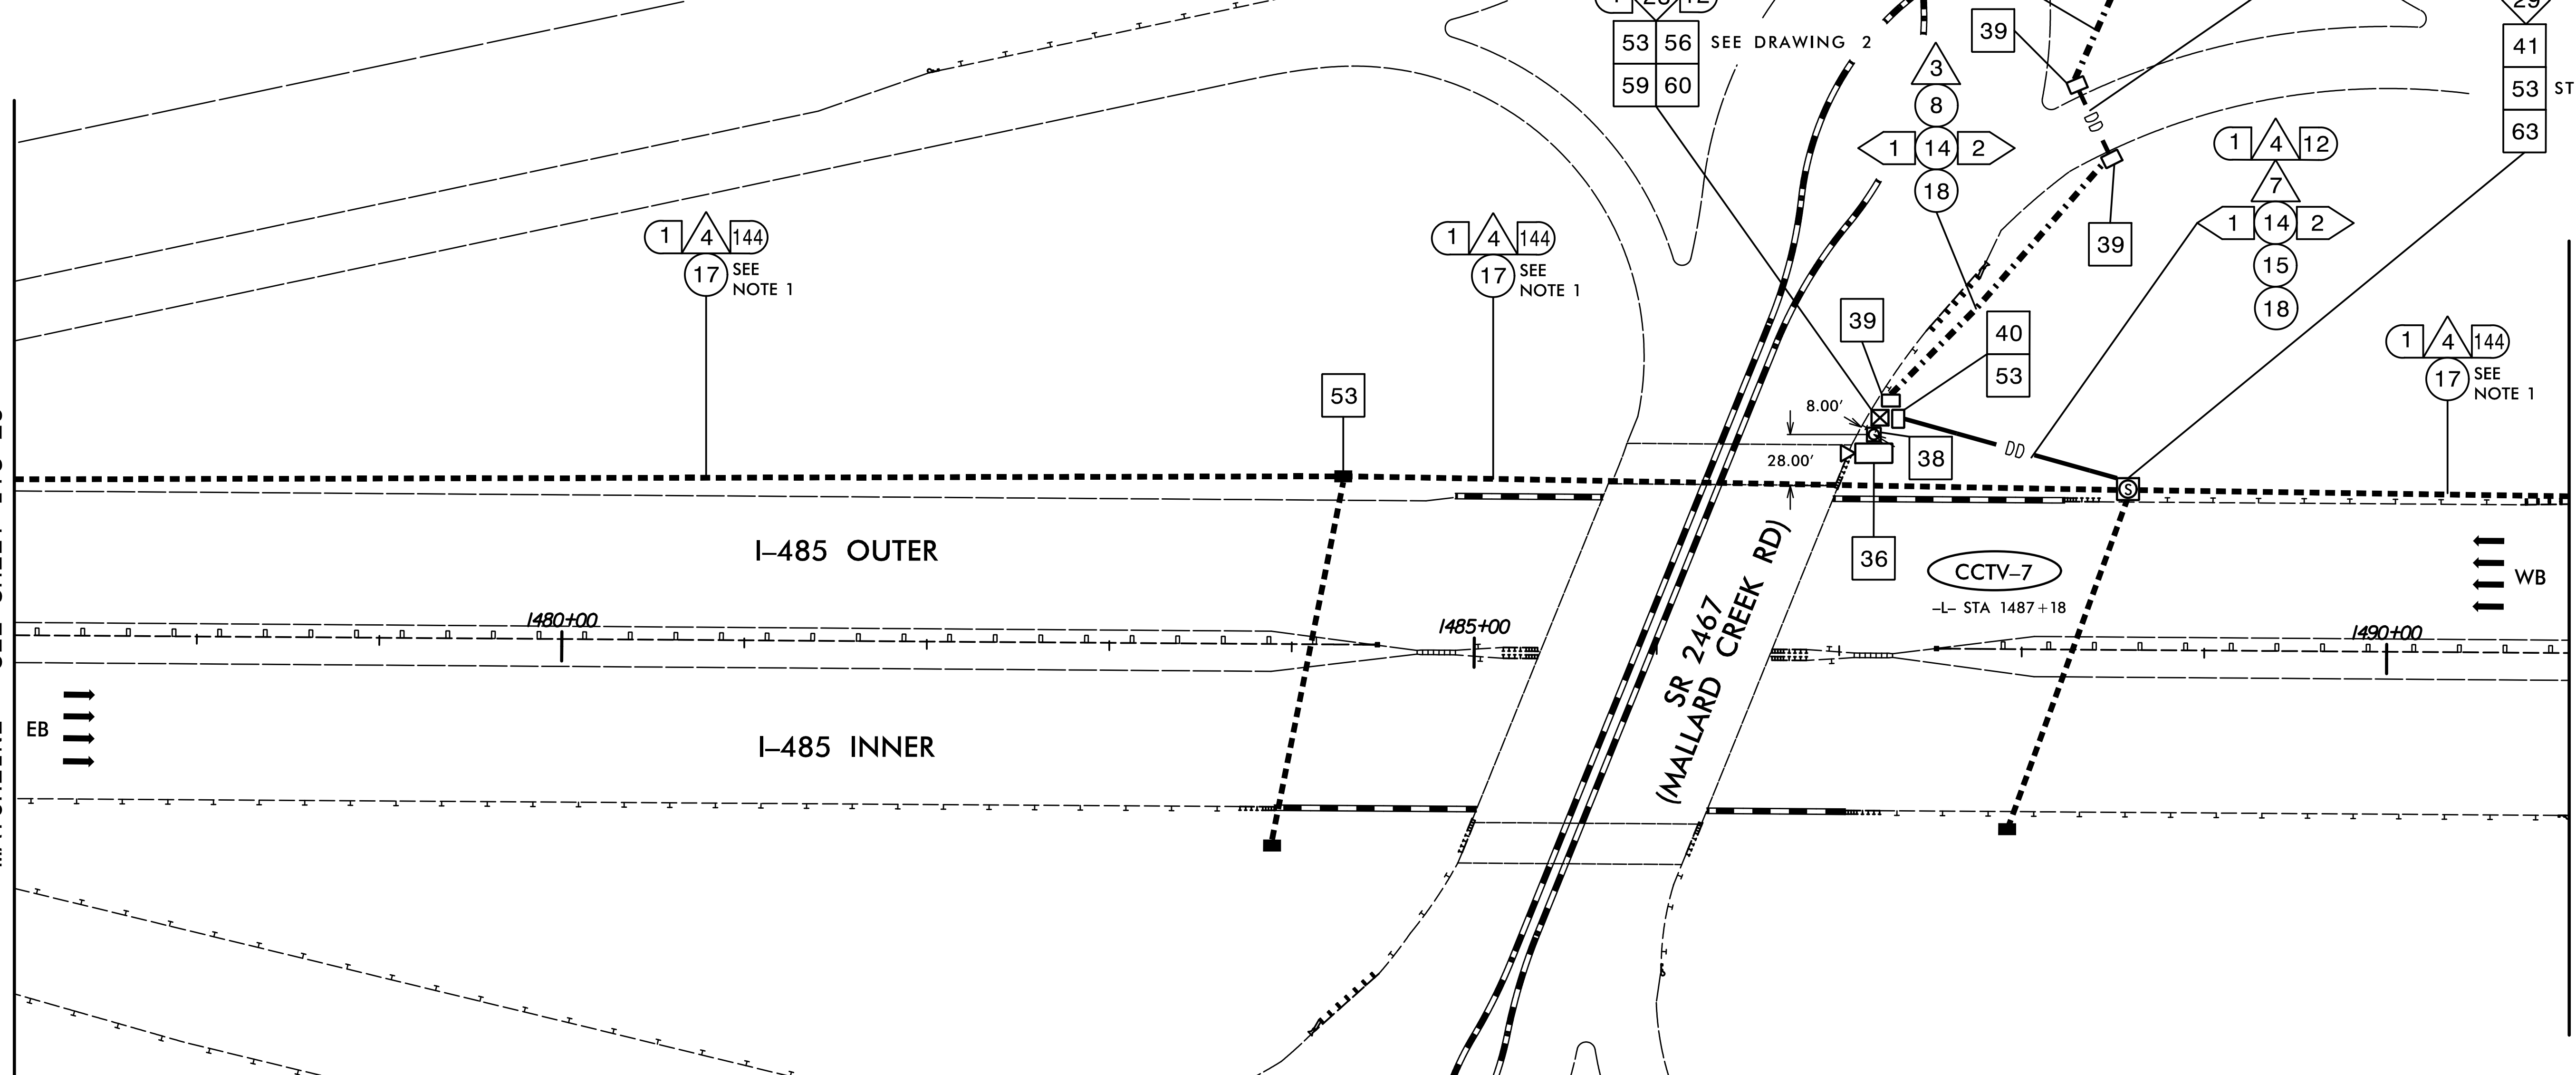 53 56 SEE DRAWING 2
59 60
39
3
8
1 14 2
18
41
53 ST
63
1 4 12
7
1 14 2
15
18
39
1 4 144
17 SEE
NOTE 1
1 4 144
17 SEE
NOTE 1
39
40
53
1 4 144
17 SEE
NOTE 1
53
8.00'
28.00'
38
DD
DD
S
36
I–485 OUTER
CCTV–7
–L– STA 1487+18
WB
1480+00
1485+00
1490+00
SR 2467
(MALLARD CREEK RD)
EB
I–485 INNER